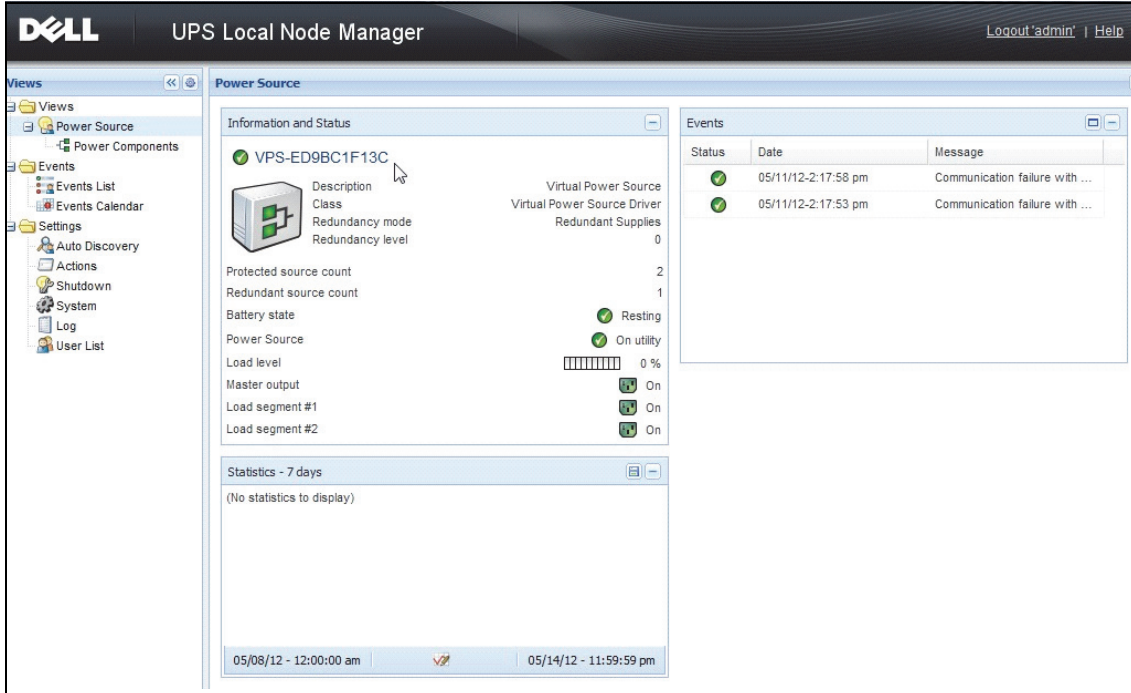 DELL
UPS Local Node Manager
Logout 'admin' | Help
Views
Views
Power Source
Power Components
Events
Events List
Events Calendar
Settings
Auto Discovery
Actions
Shutdown
System
Log
User List
Power Source
Information and Status
VPS-ED9BC1F13C
Description Virtual Power Source
Class Virtual Power Source Driver
Redundancy mode Redundant Supplies
Redundancy level 0
Protected source count 2
Redundant source count 1
Battery state Resting
Power Source On utility
Load level 0 %
Master output On
Load segment #1 On
Load segment #2 On
Statistics - 7 days
(No statistics to display)
05/08/12 - 12:00:00 am 05/14/12 - 11:59:59 pm
Events
Status Date Message
05/11/12-2:17:58 pm Communication failure with ...
05/11/12-2:17:53 pm Communication failure with ...